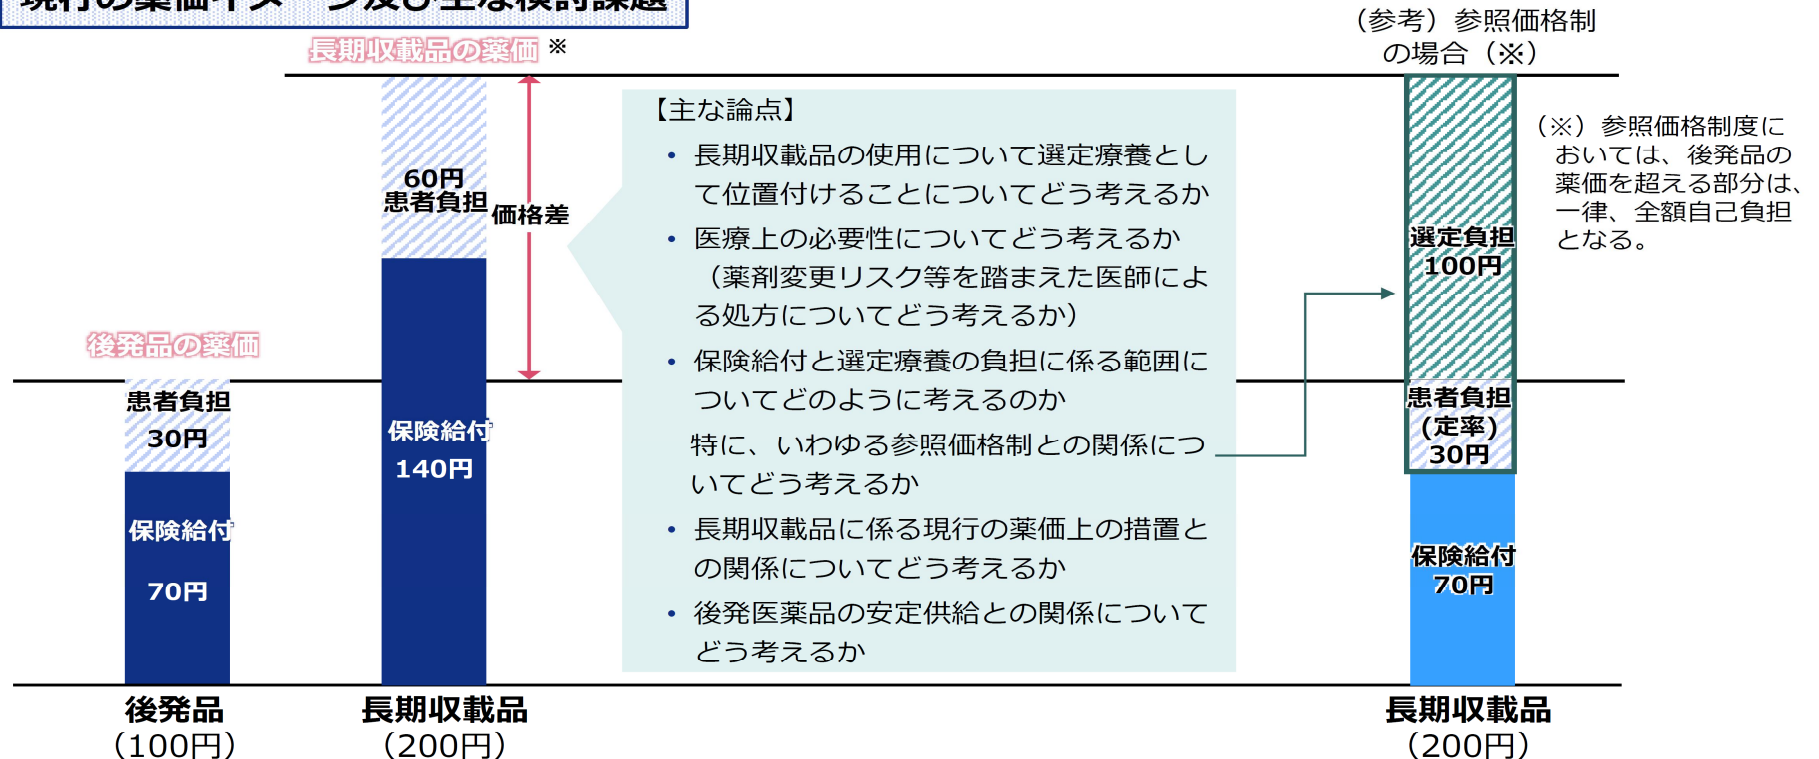 現行の薬価イメージ及び主な検討課題
長期収載品の薬価 ※
60円
患者負担
価格差
保険給付
140円
長期収載品
（200円）
後発品の薬価
患者負担
30円
保険給付
70円
後発品
（100円）
【主な論点】
• 長期収載品の使用について選定療養とし
て位置付けることについてどう考えるか
• 医療上の必要性についてどう考えるか
（薬剤変更リスク等を踏まえた医師によ
る処方についてどう考えるか）
• 保険給付と選定療養の負担に係る範囲に
ついてどのように考えるのか
特に、いわゆる参照価格制との関係につ
いてどう考えるか
• 長期収載品に係る現行の薬価上の措置と
の関係についてどう考えるか
• 後発医薬品の安定供給との関係について
どう考えるか
（参考）参照価格制
の場合（※）
選定負担
100円
患者負担
(定率)
30円
保険給付
70円
長期収載品
（200円）
（※）参照価格制度に
おいては、後発品の
薬価を超える部分は、
一律、全額自己負担
となる。